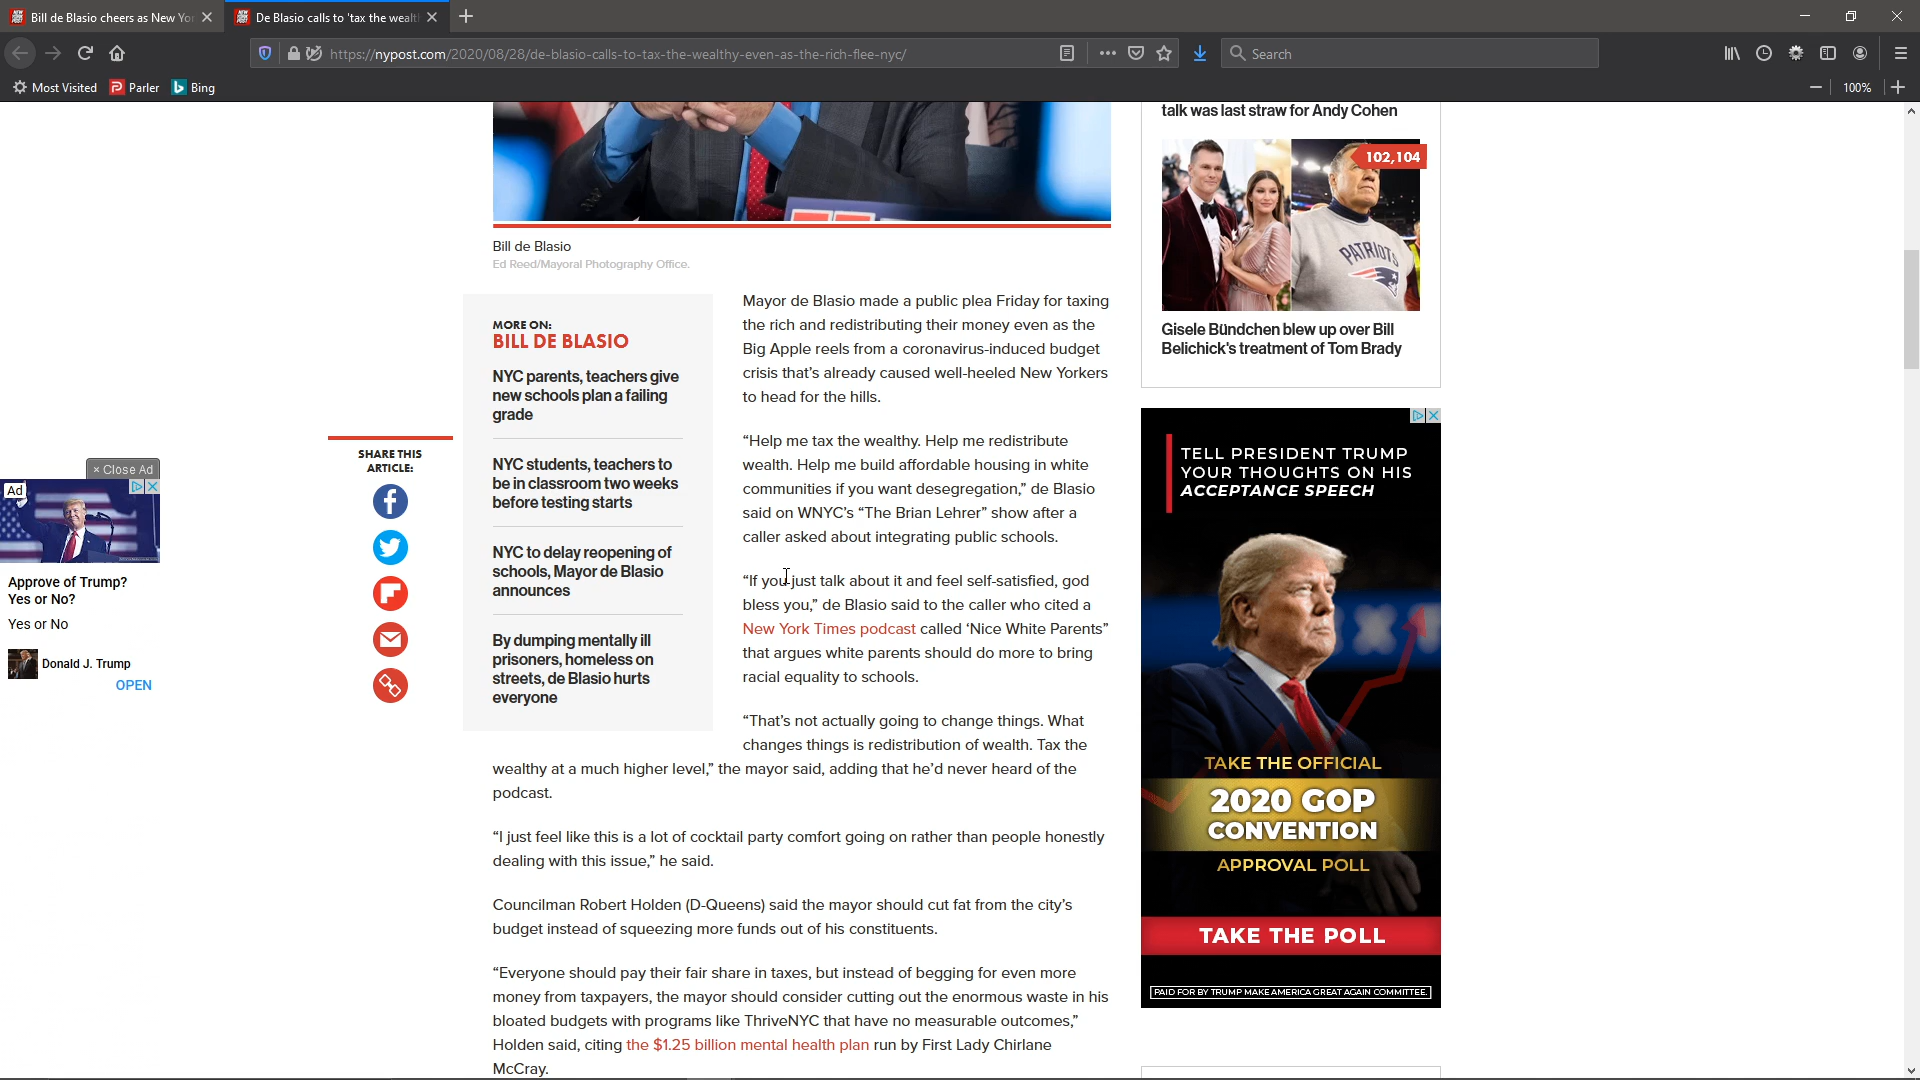 Bill de Blasio cheers as New Yor
De Blasio calls to 'tax the wealth
https://nypost.com/2020/08/28/de-blasio-calls-to-tax-the-wealthy-even-as-the-rich-flee-nyc/
Search
Most Visited
Parler
Bing
100%
talk was last straw for Andy Cohen
102,104
PATRIOTS
Gisele Bündchen blew up over Bill
Belichick's treatment of Tom Brady
Bill de Blasio
Ed Reed/Mayoral Photography Office.
MORE ON:
BILL DE BLASIO
NYC parents, teachers give
new schools plan a failing
grade
NYC students, teachers to
be in classroom two weeks
before testing starts
NYC to delay reopening of
schools, Mayor de Blasio
announces
By dumping mentally ill
prisoners, homeless on
streets, de Blasio hurts
everyone
Mayor de Blasio made a public plea Friday for taxing
the rich and redistributing their money even as the
Big Apple reels from a coronavirus-induced budget
crisis that's already caused well-heeled New Yorkers
to head for the hills.
“Help me tax the wealthy. Help me redistribute
wealth. Help me build affordable housing in white
communities if you want desegregation,” de Blasio
said on WNYC's “The Brian Lehrer” show after a
caller asked about integrating public schools.
“If you just talk about it and feel self-satisfied, god
bless you,” de Blasio said to the caller who cited a
New York Times podcast called ‘Nice White Parents”
that argues white parents should do more to bring
racial equality to schools.
“That's not actually going to change things. What
changes things is redistribution of wealth. Tax the
wealthy at a much higher level,” the mayor said, adding that he'd never heard of the
podcast.
“I just feel like this is a lot of cocktail party comfort going on rather than people honestly
dealing with this issue,” he said.
Councilman Robert Holden (D-Queens) said the mayor should cut fat from the city's
budget instead of squeezing more funds out of his constituents.
“Everyone should pay their fair share in taxes, but instead of begging for even more
money from taxpayers, the mayor should consider cutting out the enormous waste in his
bloated budgets with programs like ThriveNYC that have no measurable outcomes,”
Holden said, citing the $1.25 billion mental health plan run by First Lady Chirlane
McCray.
SHARE THIS
ARTICLE:
× Close Ad
Ad
Approve of Trump?
Yes or No?
Yes or No
Donald J. Trump
OPEN
TELL PRESIDENT TRUMP
YOUR THOUGHTS ON HIS
ACCEPTANCE SPEECH
TAKE THE OFFICIAL
2020 GOP
CONVENTION
APPROVAL POLL
TAKE THE POLL
PAID FOR BY TRUMP MAKE AMERICA GREAT AGAIN COMMITTEE.